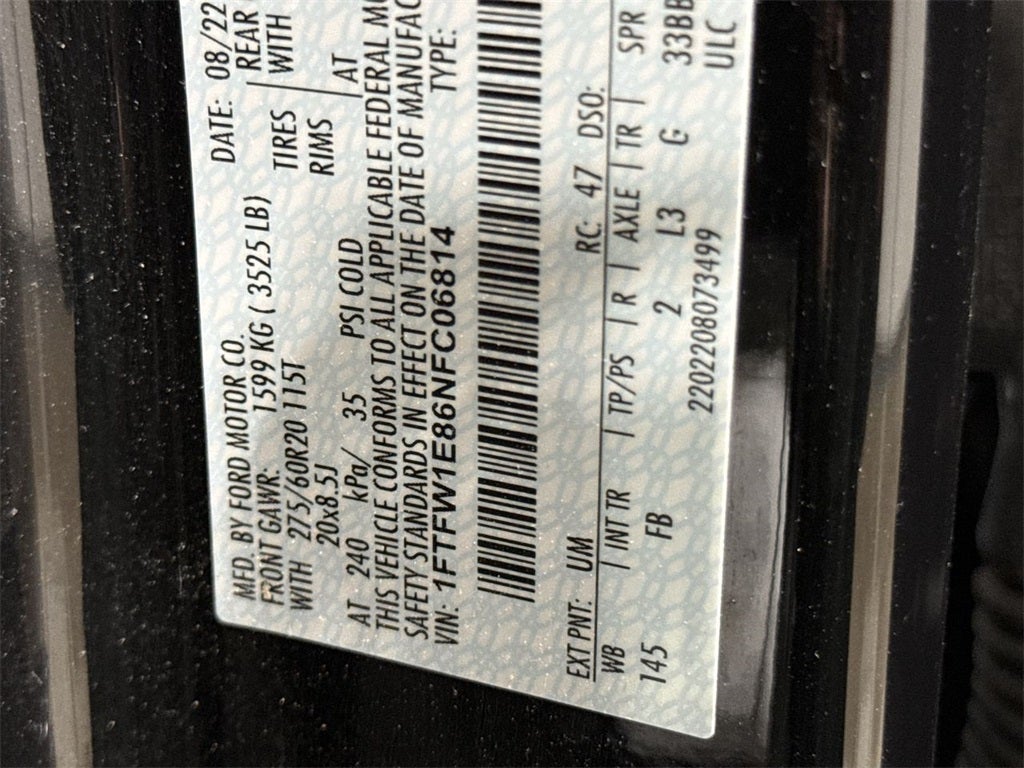 MFD. BY FORD MOTOR CO. DATE: 08/22
FRONT GAWR: 1599 KG ( 3525 LB) REAR
WITH 275/60R20 115T TIRES WITH
20x8.5J RIMS
AT 240 kPa/ 35 PSI COLD AT
THIS VEHICLE CONFORMS TO ALL APPLICABLE FEDERAL
SAFETY STANDARDS IN EFFECT ON THE DATE OF
VIN: 1FTFW1E86NFC06814 TYPE:
EXT PNT: UM RC: 47 DSO:
WB | INT TR | TP/PS | R | AXLE | TR | SPR
145 FB 2 L3 G 33BB
2202208073499 ULC